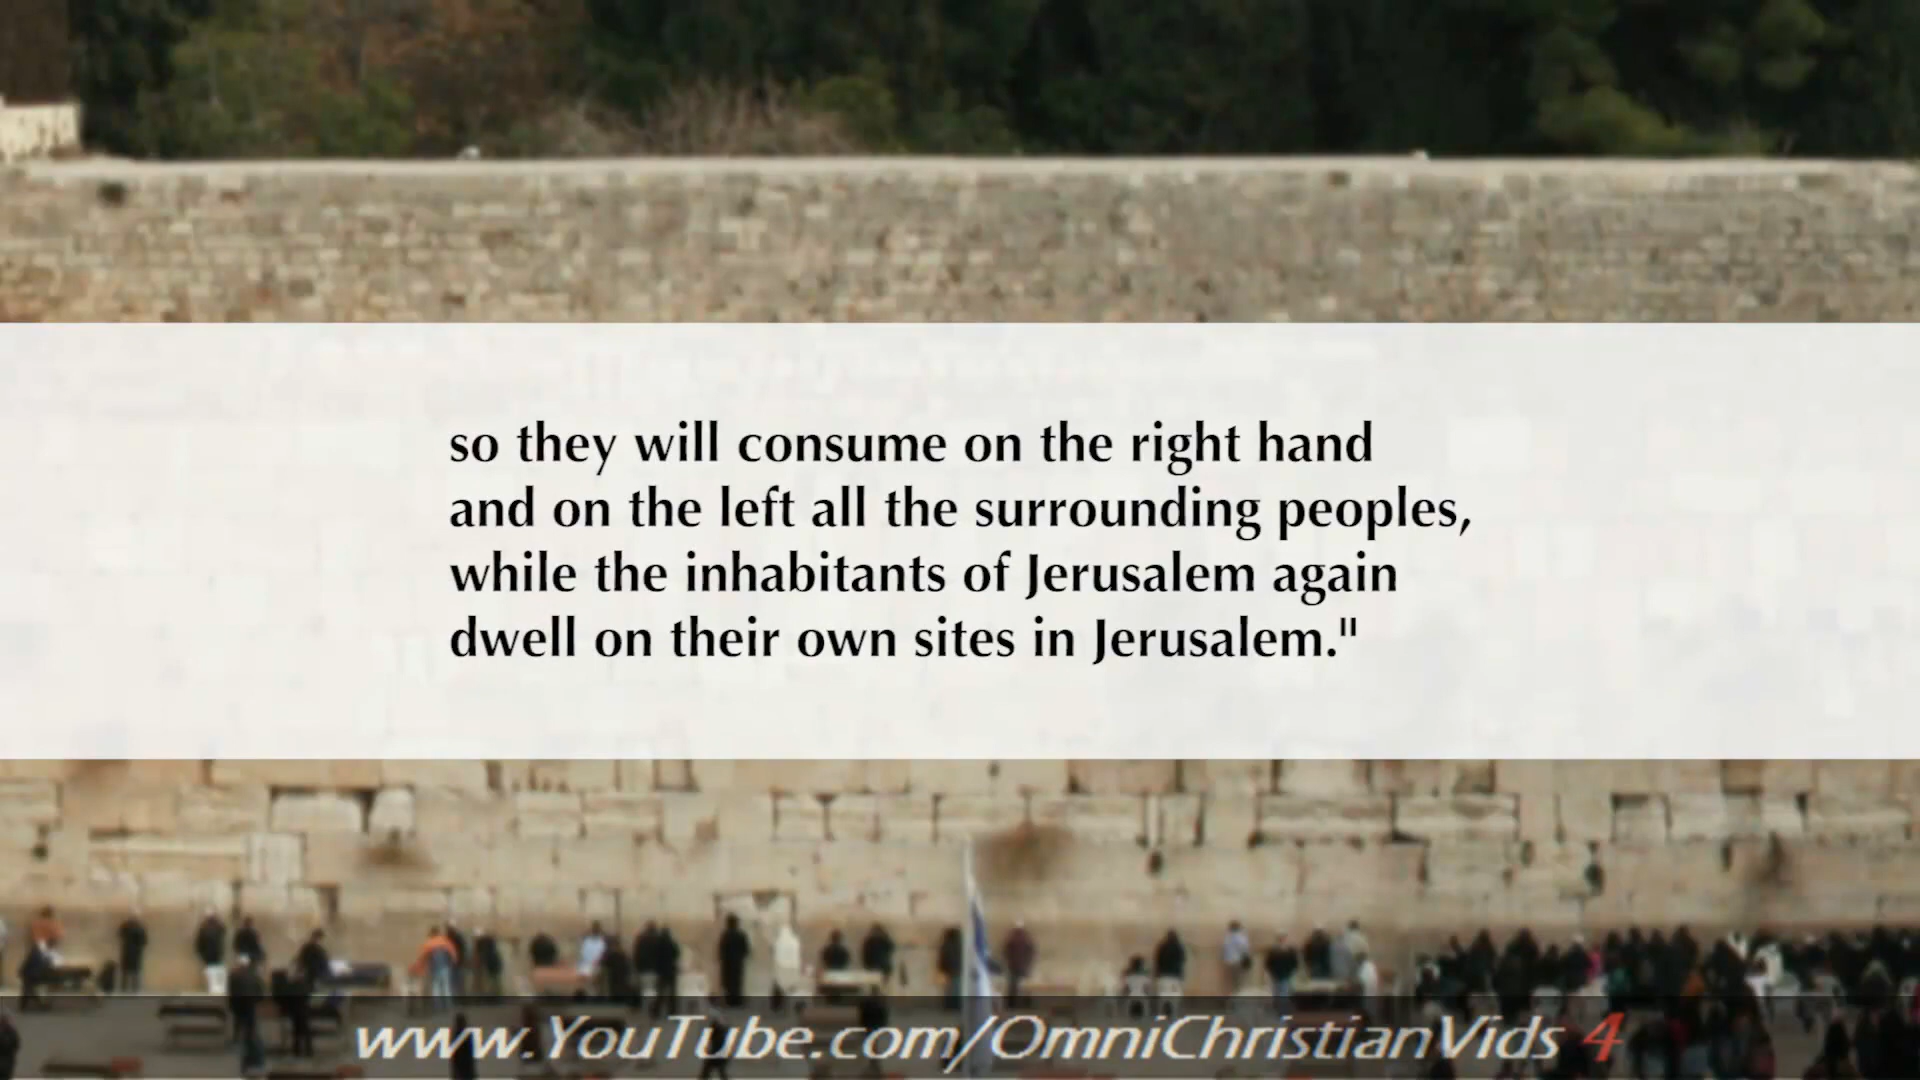 so they will consume on the right hand
and on the left all the surrounding peoples,
while the inhabitants of Jerusalem again
dwell on their own sites in Jerusalem."
www.YouTube.com/OmniChristianVids 4